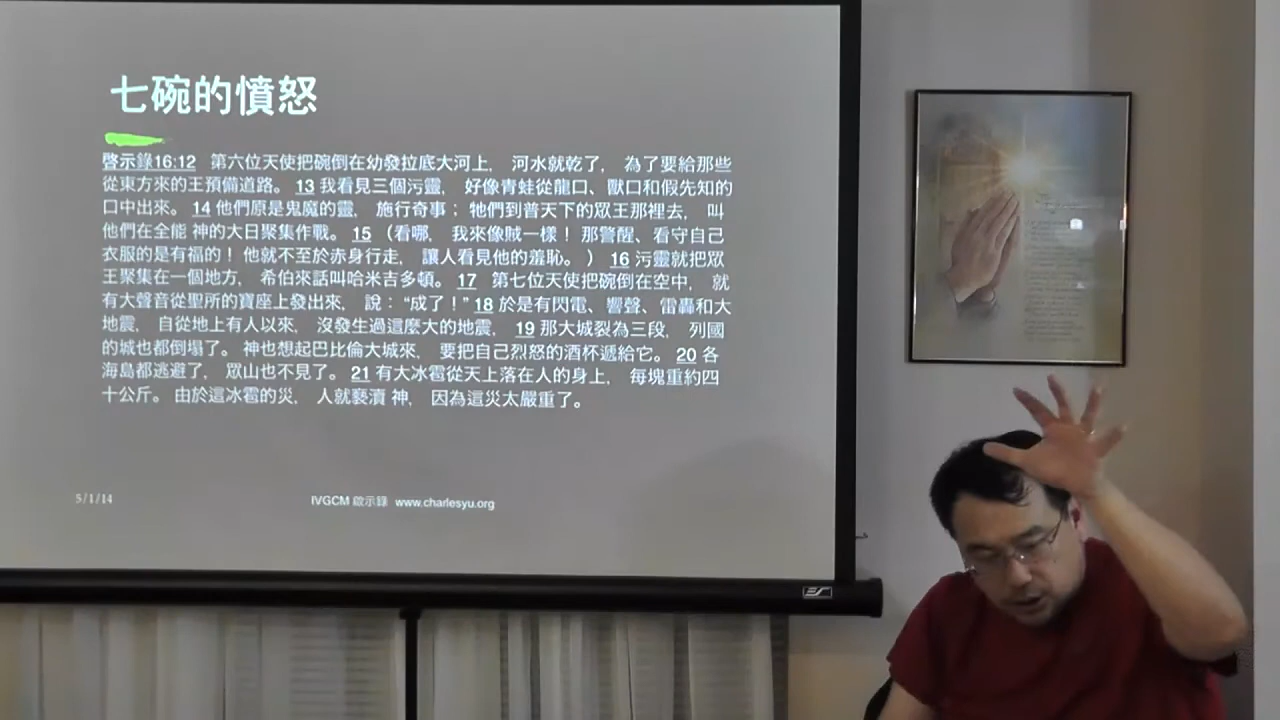 七碗的憤怒
啓示錄16:12 第六位天使把碗倒在幼發拉底大河上, 河水就乾了, 為了要給那些
從東方來的王預備道路。 13 我看見三個污靈, 好像青蛙從龍口、獸口和假先知的
口中出來。 14 他們原是鬼魔的靈, 施行奇事; 牠們到普天下的眾王那裡去, 叫
他們在全能 神的大日聚集作戰。 15 (看哪, 我來像賊一樣! 那警醒、看守自己
衣服的是有福的! 他就不至於赤身行走, 讓人看見他的羞恥。) 16 污靈就把眾
王聚集在一個地方, 希伯來話叫哈米吉多頓。 17 第七位天使把碗倒在空中, 就
有大聲音從聖所的寶座上發出來, 說: “成了!” 18 於是有閃電、響聲、雷轟和大
地震, 自從地上有人以來, 沒發生過這麼大的地震, 19 那大城裂為三段, 列國
的城也都倒塌了。 神也想起巴比倫大城來, 要把自己烈怒的酒杯遞給它。 20 各
海島都逃避了, 眾山也不見了。 21 有大冰雹從天上落在人的身上, 每塊重約四
十公斤。 由於這冰雹的災, 人就褻瀆 神, 因為這災太嚴重了。
5/1/14
IVGCM 啟示錄 www.charlesyu.org